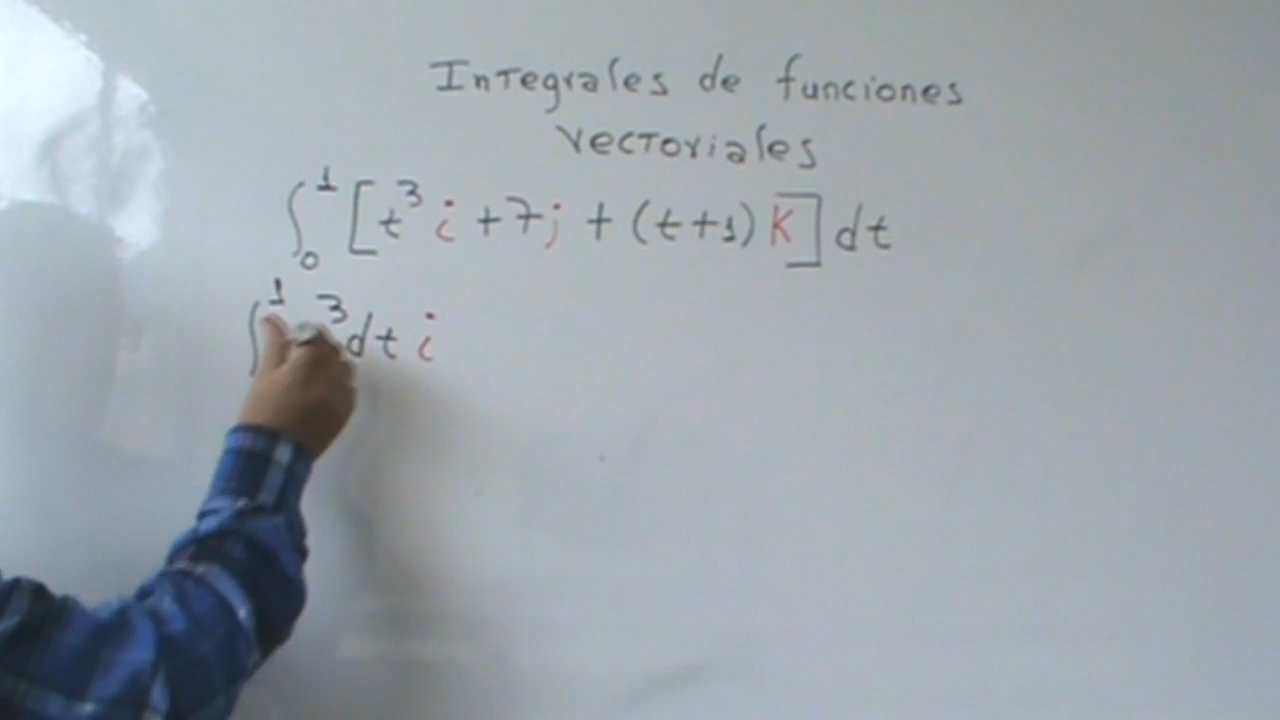 Integrales de funciones
vectoriales
∫₀¹ [t³ i + 7j + (t+1) K] dt
∫¹ ³dt i